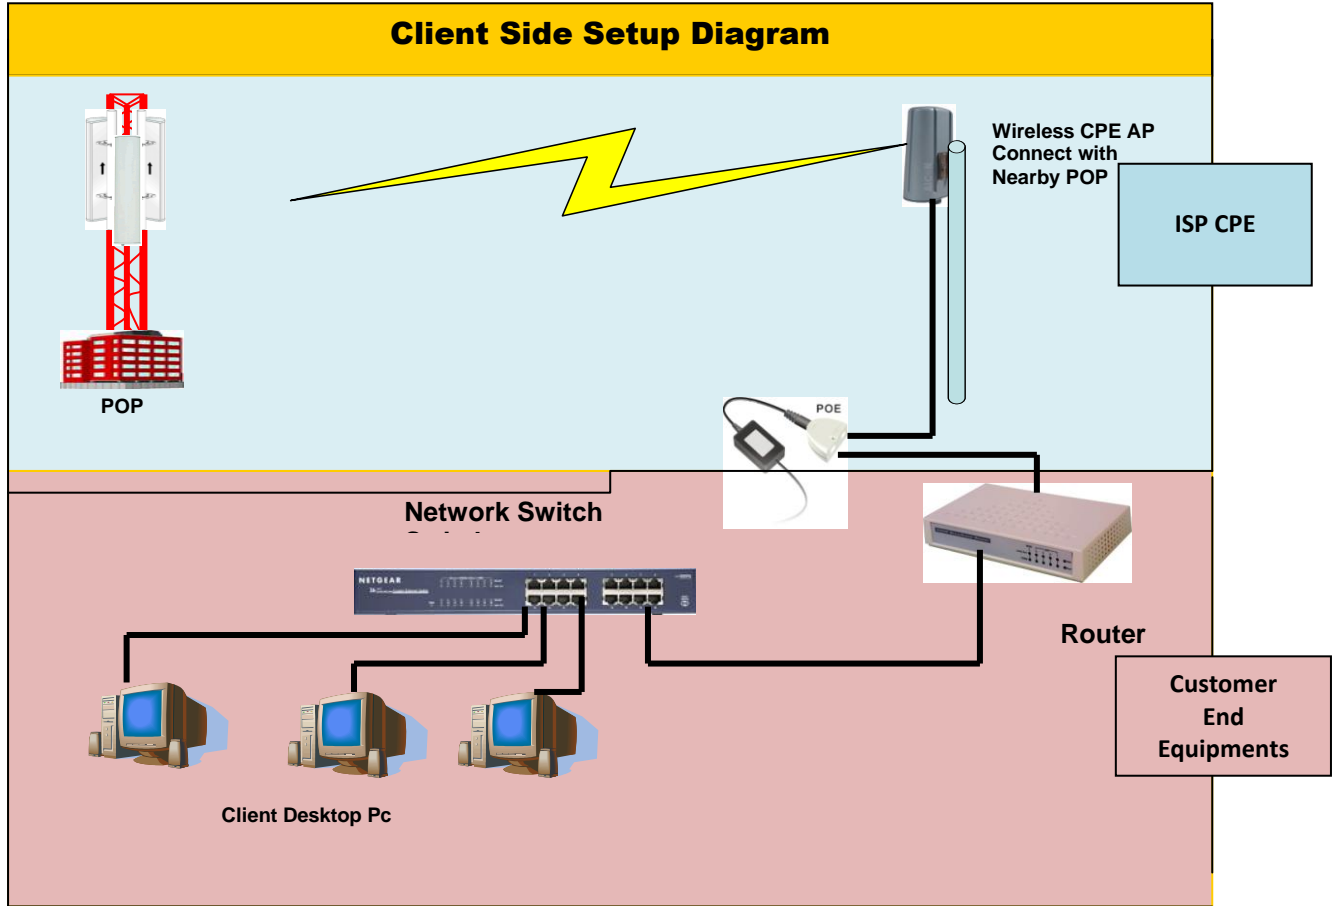 Client Side Setup Diagram
Wireless CPE AP
Connect with
Nearby POP
ISP CPE
POP
POE
Network Switch
NETGEAR
Router
Customer
End
Equipments
Client Desktop Pc